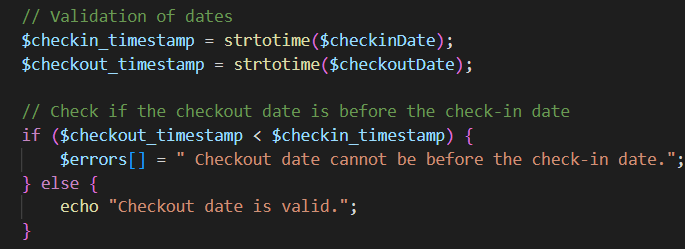 // Validation of dates
$checkin_timestamp = strtotime($checkinDate);
$checkout_timestamp = strtotime($checkoutDate);

// Check if the checkout date is before the check-in date
if ($checkout_timestamp < $checkin_timestamp) {
    $errors[] = " Checkout date cannot be before the check-in date.";
} else {
    echo "Checkout date is valid.";
}